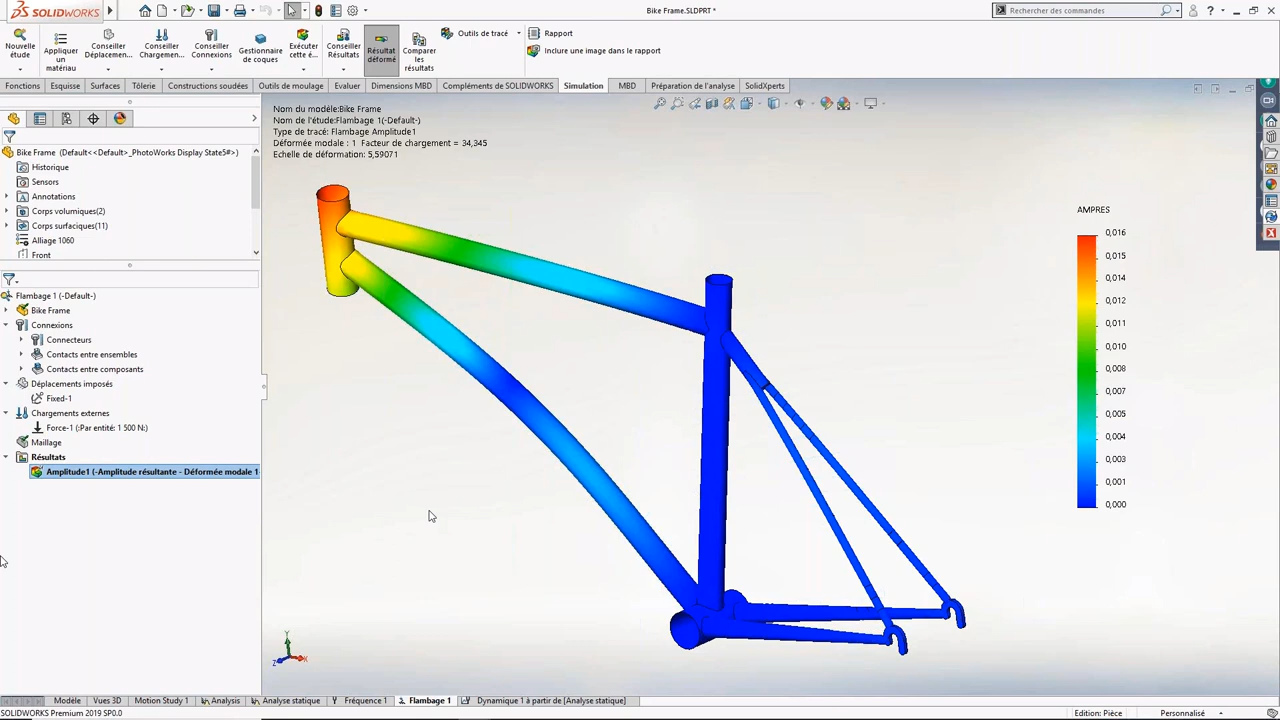 SOLIDWORKS
Bike Frame.SLDPRT *
Rechercher des commandes
Nouvelle étude
Appliquer un matériau
Conseiller Déplacemen...
Conseiller Chargemen...
Conseiller Connexions
Gestionnaire de coques
Exécuter cette é...
Conseiller Résultats
Résultat déformé
Comparer les résultats
Outils de tracé
Rapport
Inclure une image dans le rapport
Fonctions
Esquisse
Surfaces
Tôlerie
Constructions soudées
Outils de moulage
Evaluer
Dimensions MBD
Compléments de SOLIDWORKS
Simulation
MBD
Préparation de l'analyse
SolidXperts
Bike Frame (Default<<Default>_PhotoWorks Display State5#>)
Historique
Sensors
Annotations
Corps volumiques(2)
Corps surfaciques(11)
Alliage 1060
Front
Flambage 1 (-Default-)
Bike Frame
Connexions
Connecteurs
Contacts entre ensembles
Contacts entre composants
Déplacements imposés
Fixed-1
Chargements externes
Force-1 (:Par entité: 1 500 N:)
Maillage
Résultats
Amplitude1 (-Amplitude résultante - Déformée modale 1-
Nom du modèle:Bike Frame
Nom de l'étude:Flambage 1(-Default-)
Type de tracé: Flambage Amplitude1
Déformée modale : 1 Facteur de chargement = 34,345
Echelle de déformation: 5,59071
AMPRES
0,016
0,015
0,014
0,012
0,011
0,010
0,008
0,007
0,005
0,004
0,003
0,001
0,000
Y
Z
X
Modèle
Vues 3D
Motion Study 1
Analysis
Analyse statique
Fréquence 1
Flambage 1
Dynamique 1 à partir de [Analyse statique]
SOLIDWORKS Premium 2019 SP0.0
Edition: Pièce
Personnalisé